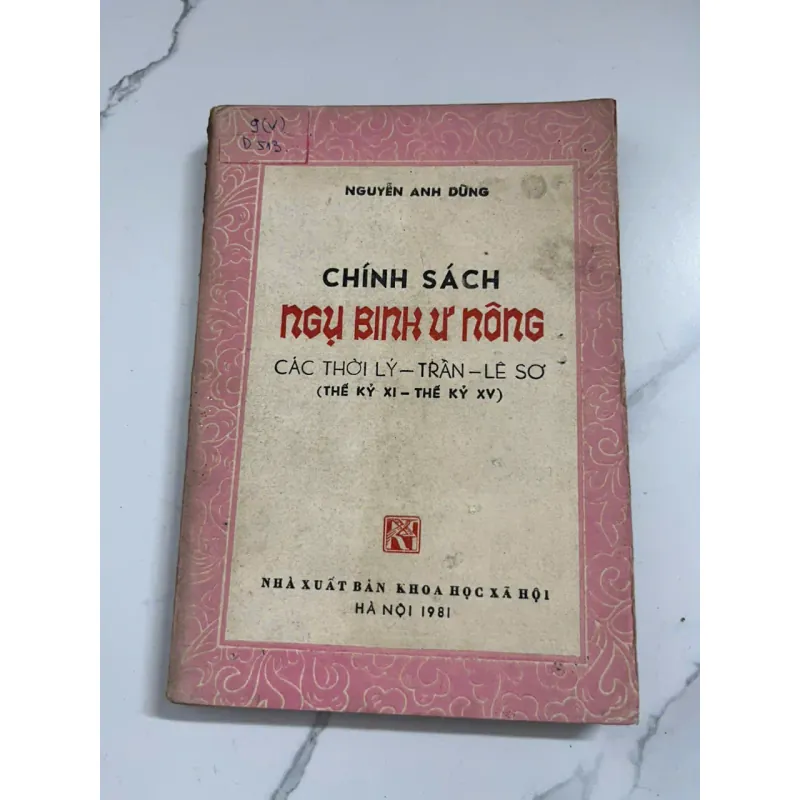 9(V)
D 513
NGUYỄN ANH DŨNG
CHÍNH SÁCH
NGỤ BINH Ư NÔNG
CÁC THỜI LÝ – TRẦN – LÊ SƠ
(THẾ KỶ XI – THẾ KỶ XV)
NHÀ XUẤT BẢN KHOA HỌC XÃ HỘI
HÀ NỘI 1981